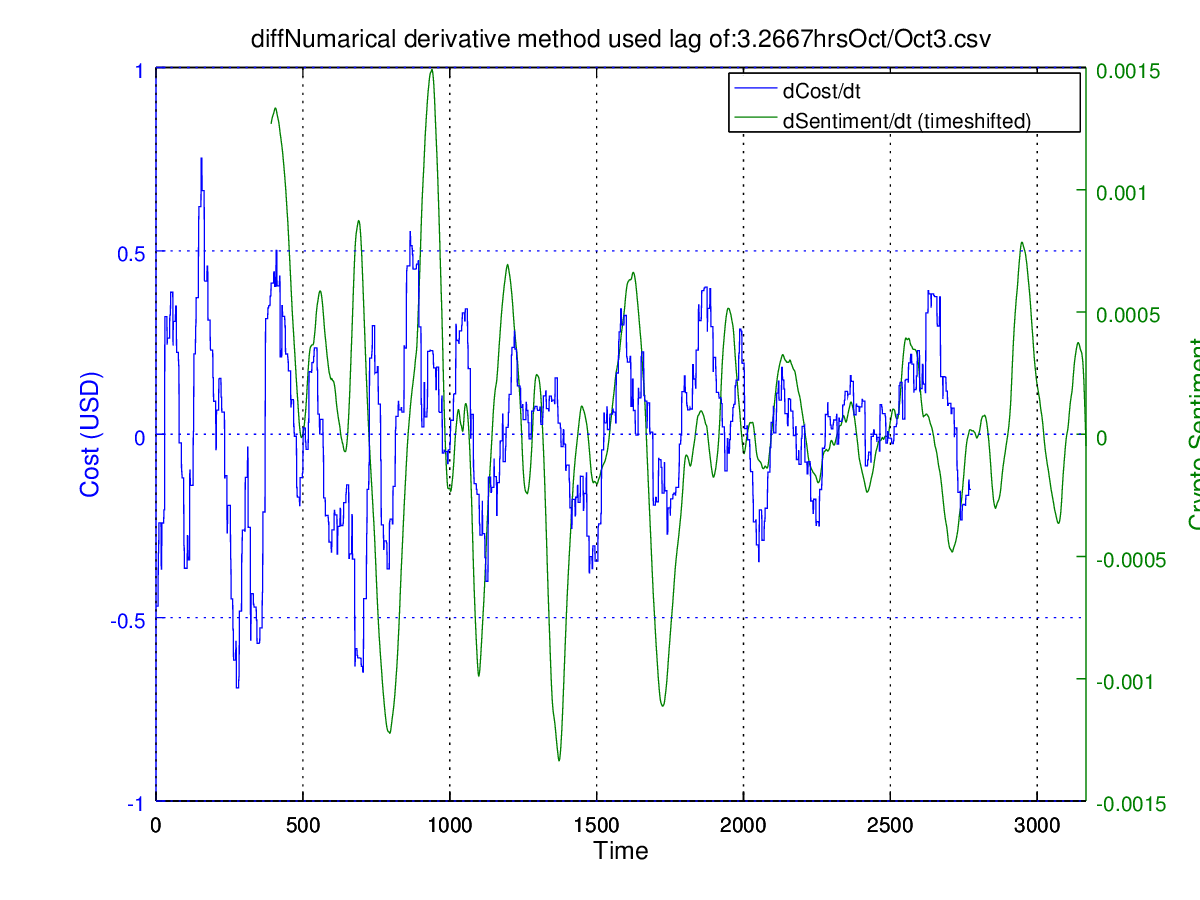 diffNumarical derivative method used lag of:3.2667hrsOct/Oct3.csv
dCost/dt
dSentiment/dt (timeshifted)
Cost (USD)
1
0.5
0
-0.5
-1
0.0015
0.001
0.0005
0
-0.0005
-0.001
-0.0015
Crypto Sentiment
0 500 1000 1500 2000 2500 3000
Time